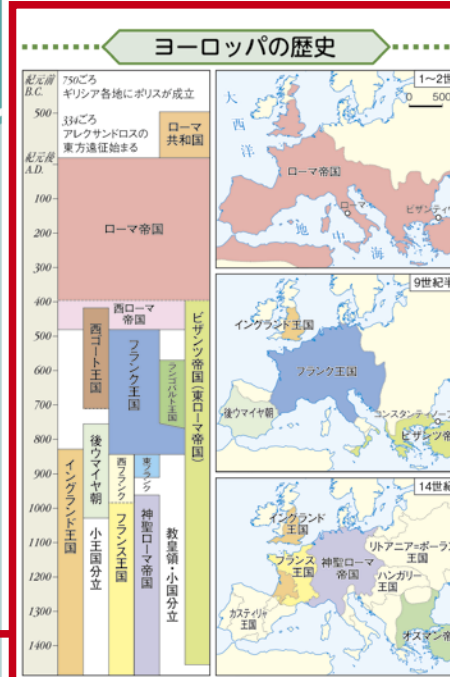 ヨーロッパの歴史
紀元前
B.C.
750ごろ
ギリシア各地にポリスが成立
500
334ごろ
アレクサンドロスの
東方遠征始まる
ローマ
共和国
紀元後
A.D.
100
200
300
400
500
600
700
800
900
1000
1100
1200
1300
1400
ローマ帝国
西ローマ
帝国
西ゴート王国
フランク王国
ランゴバルト王国
ビザンツ帝国(東ローマ帝国)
後ウマイヤ朝
イングランド王国
小王国分立
西フランク
フランス王国
東フランク
神聖ローマ帝国
教皇領・小国分立
1~2世
0 500
大西洋
ローマ帝国
ローマ
ビザンティ
地中海
9世紀半
イングランド王国
フランク王国
後ウマイヤ朝
コンスタンティノー
ビザンツ帝
14世紀
イングランド
王国
フランス
王国
神聖ローマ
帝国
リトアニア=ポーラン
王国
ハンガリー
王国
カスティリャ
王国
オスマン帝